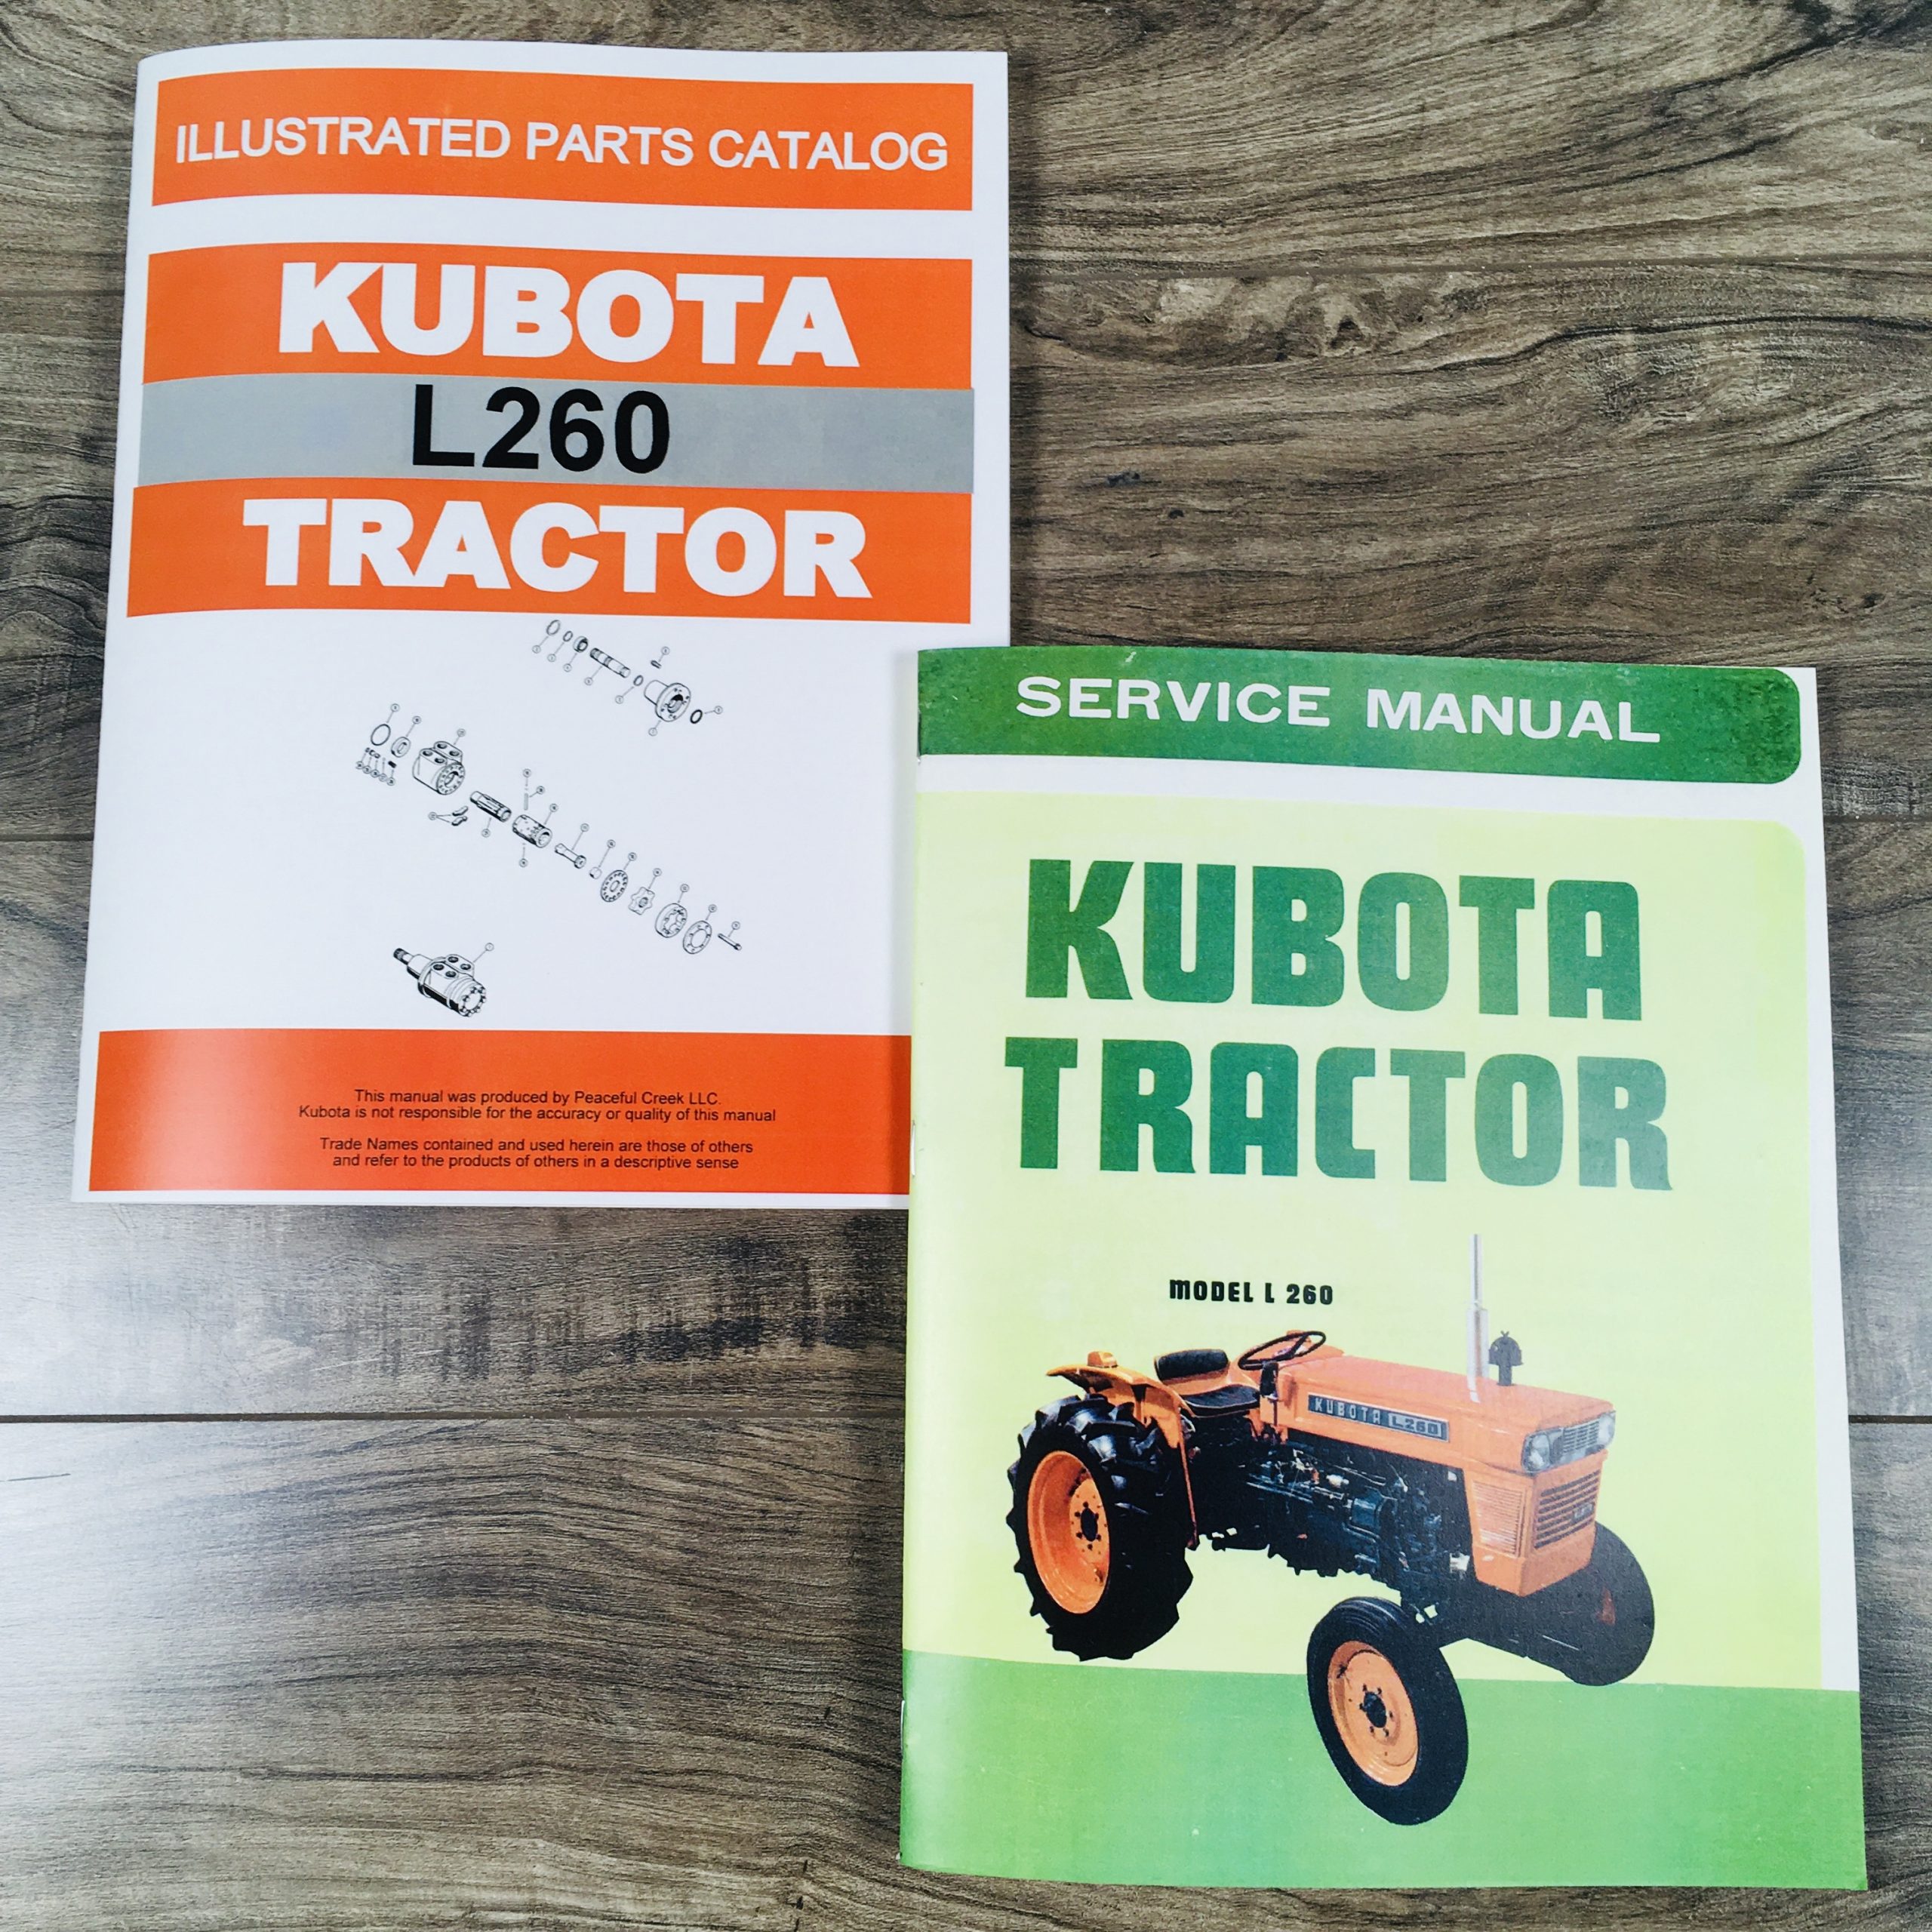 ILLUSTRATED PARTS CATALOG
KUBOTA
L260
TRACTOR
This manual was produced by Peaceful Creek LLC.
Kubota is not responsible for the accuracy or quality of this manual
Trade Names contained and used herein are those of others
and refer to the products of others in a descriptive sense
SERVICE MANUAL
KUBOTA
TRACTOR
MODEL L 260
KUBOTA L260